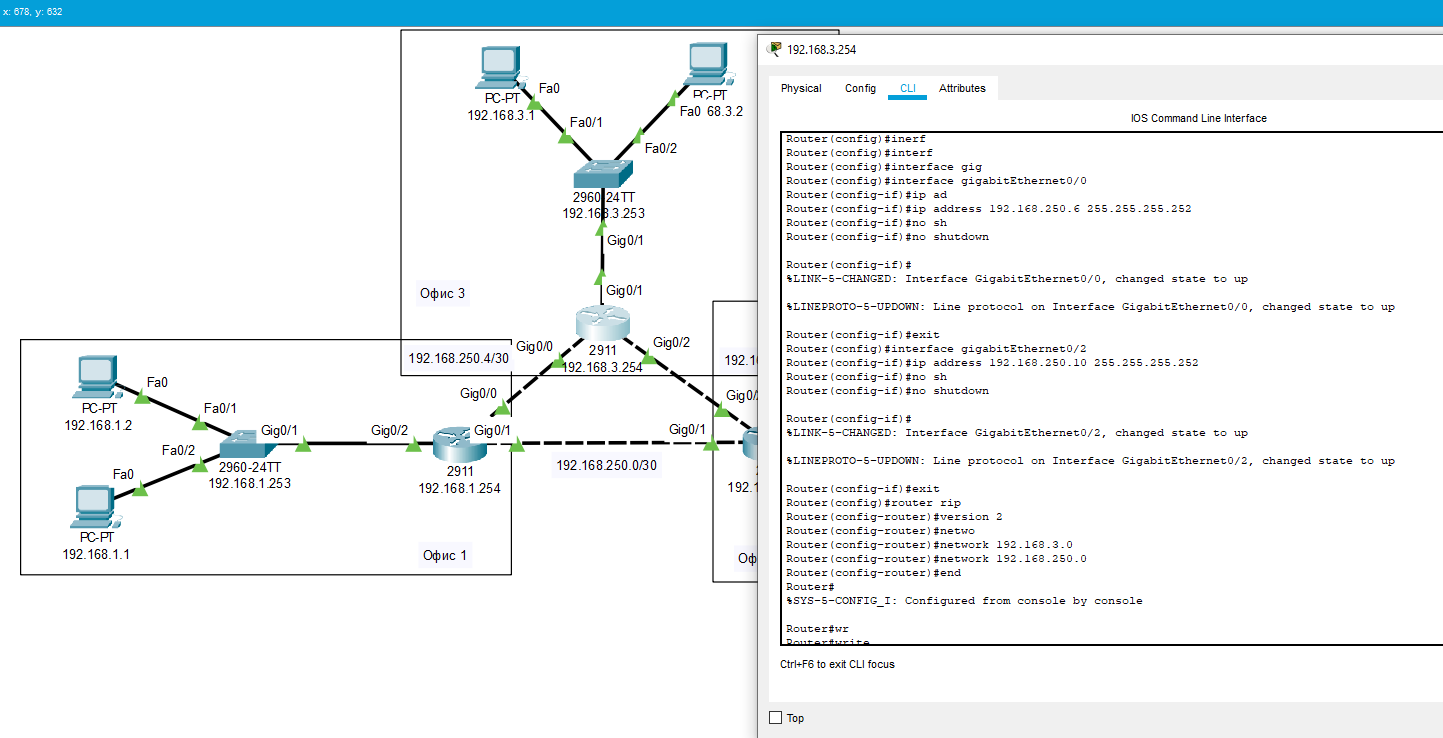 x: 678, y: 632
PC-PT
192.168.3.1
Fa0
Fa0/1
PC-PT
Fa0 68.3.2
Fa0/2
2960-24TT
192.168.3.253
Gig0/1
Gig0/1
Офис 3
2911
192.168.3.254
Gig0/0
Gig0/2
192.168.250.4/30
Gig0/0
PC-PT
192.168.1.2
Fa0
Fa0/1
Gig0/1
Fa0/2
Fa0
2960-24TT
192.168.1.253
PC-PT
192.168.1.1
Gig0/2
Gig0/1
2911
192.168.1.254
192.168.250.0/30
Gig0/1
Офис 1
192.168.3.254
Physical Config CLI Attributes
IOS Command Line Interface
Router(config)#inerf
Router(config)#interf
Router(config)#interface gig
Router(config)#interface gigabitEthernet0/0
Router(config-if)#ip ad
Router(config-if)#ip address 192.168.250.6 255.255.255.252
Router(config-if)#no sh
Router(config-if)#no shutdown
Router(config-if)#
%LINK-5-CHANGED: Interface GigabitEthernet0/0, changed state to up
%LINEPROTO-5-UPDOWN: Line protocol on Interface GigabitEthernet0/0, changed state to up
Router(config-if)#exit
Router(config)#interface gigabitEthernet0/2
Router(config-if)#ip address 192.168.250.10 255.255.255.252
Router(config-if)#no sh
Router(config-if)#no shutdown
Router(config-if)#
%LINK-5-CHANGED: Interface GigabitEthernet0/2, changed state to up
%LINEPROTO-5-UPDOWN: Line protocol on Interface GigabitEthernet0/2, changed state to up
Router(config-if)#exit
Router(config)#router rip
Router(config-router)#version 2
Router(config-router)#netwo
Router(config-router)#network 192.168.3.0
Router(config-router)#network 192.168.250.0
Router(config-router)#end
Router#
%SYS-5-CONFIG_I: Configured from console by console
Router#wr
Router#write
Ctrl+F6 to exit CLI focus
Top